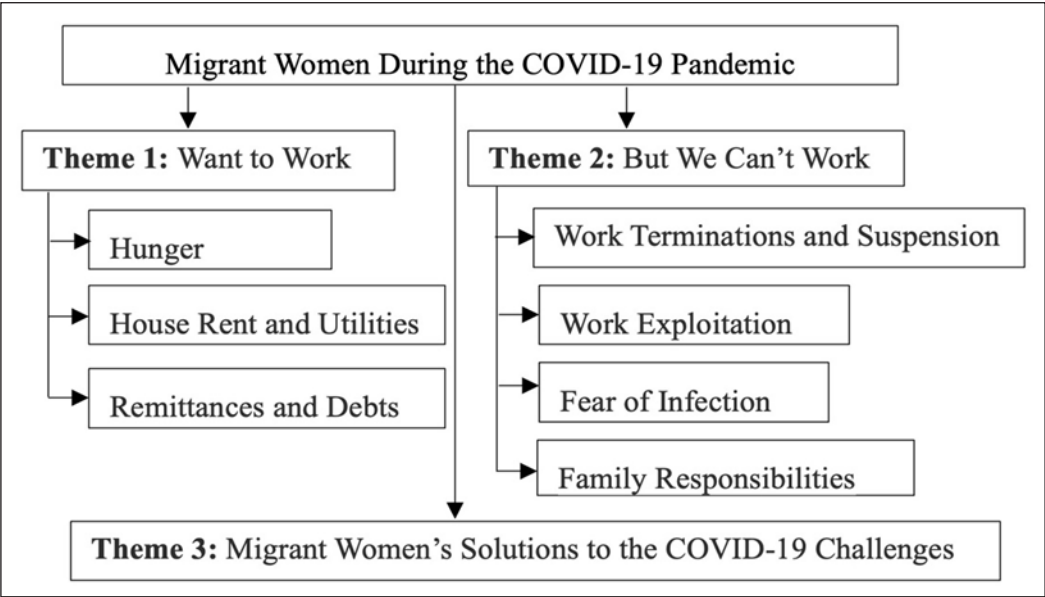 Migrant Women During the COVID-19 Pandemic
Theme 1: Want to Work
Hunger
House Rent and Utilities
Remittances and Debts
Theme 2: But We Can’t Work
Work Terminations and Suspension
Work Exploitation
Fear of Infection
Family Responsibilities
Theme 3: Migrant Women’s Solutions to the COVID-19 Challenges